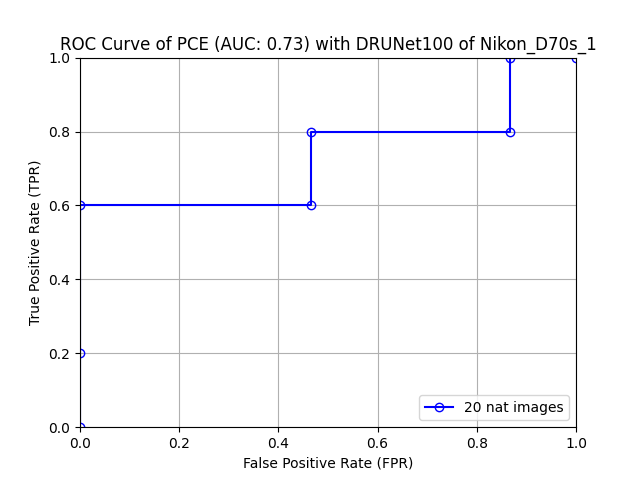 ROC Curve of PCE (AUC: 0.73) with DRUNet100 of Nikon_D70s_1
1.0
0.8
0.6
0.4
0.2
0.0
True Positive Rate (TPR)
20 nat images
0.0 0.2 0.4 0.6 0.8 1.0
False Positive Rate (FPR)